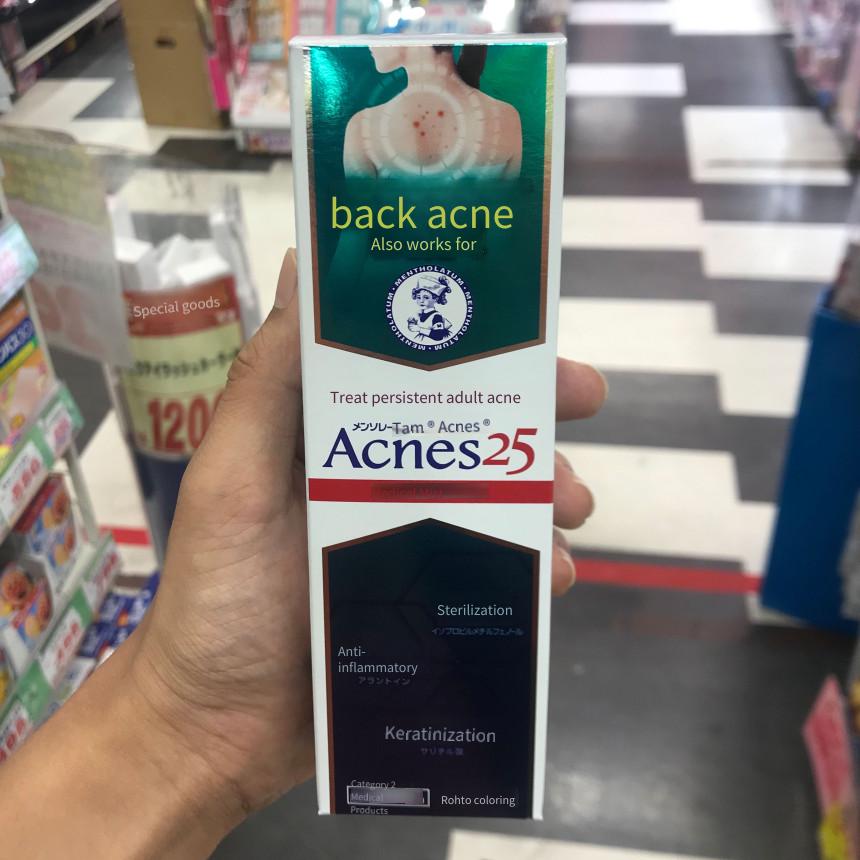 back acne
Also works for
MENTHOLATUM · MENTHOLATUM · MENTHOLATUM
Special goods
1200
Treat persistent adult acne
メンソレーTam ® Acnes ®
Acnes25
Sterilization
イソプロピルメチルフェノール
Anti-
inflammatory
アラントイン
Keratinization
サリチル酸
Category 2
Medical
Products
Rohto coloring